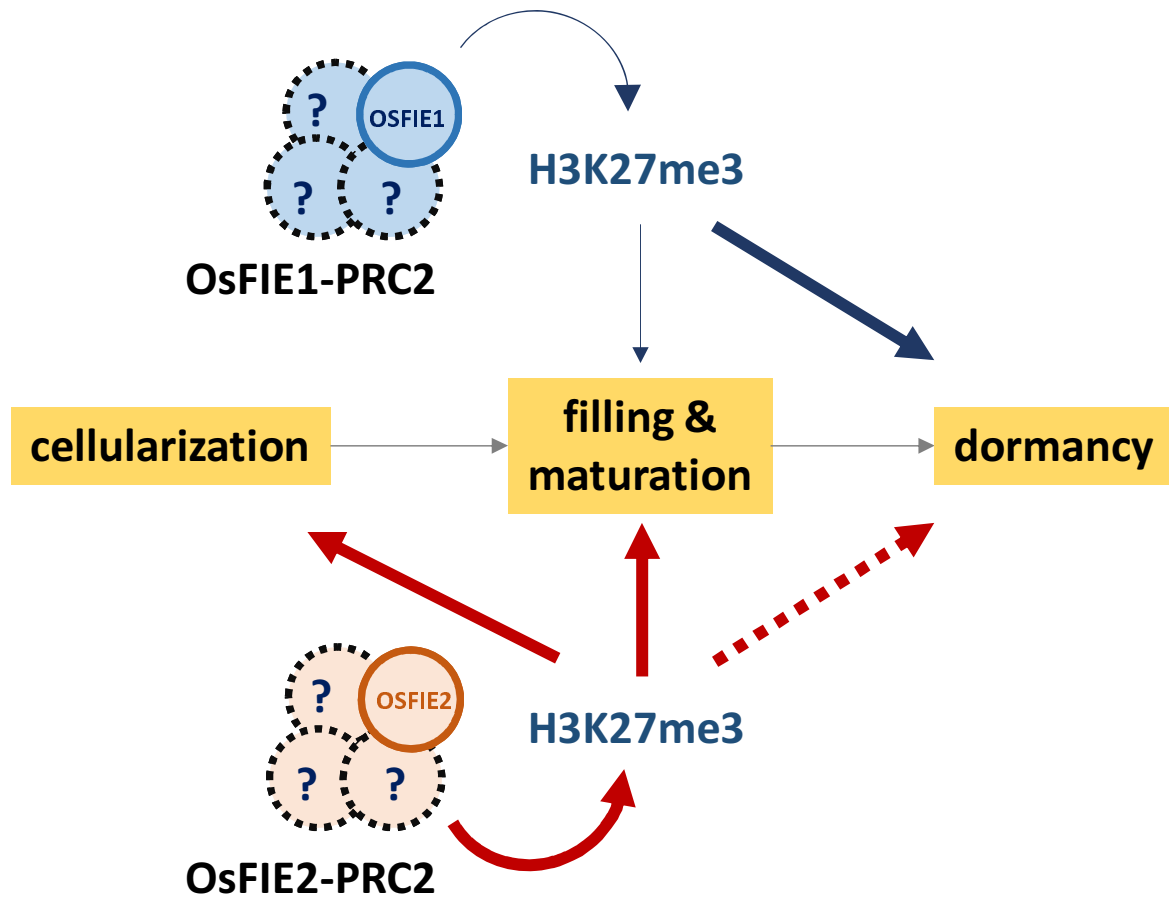 ?
OSFIE1
?
?
H3K27me3
OsFIE1-PRC2
cellularization
filling &
maturation
dormancy
?
OSFIE2
?
?
H3K27me3
OsFIE2-PRC2